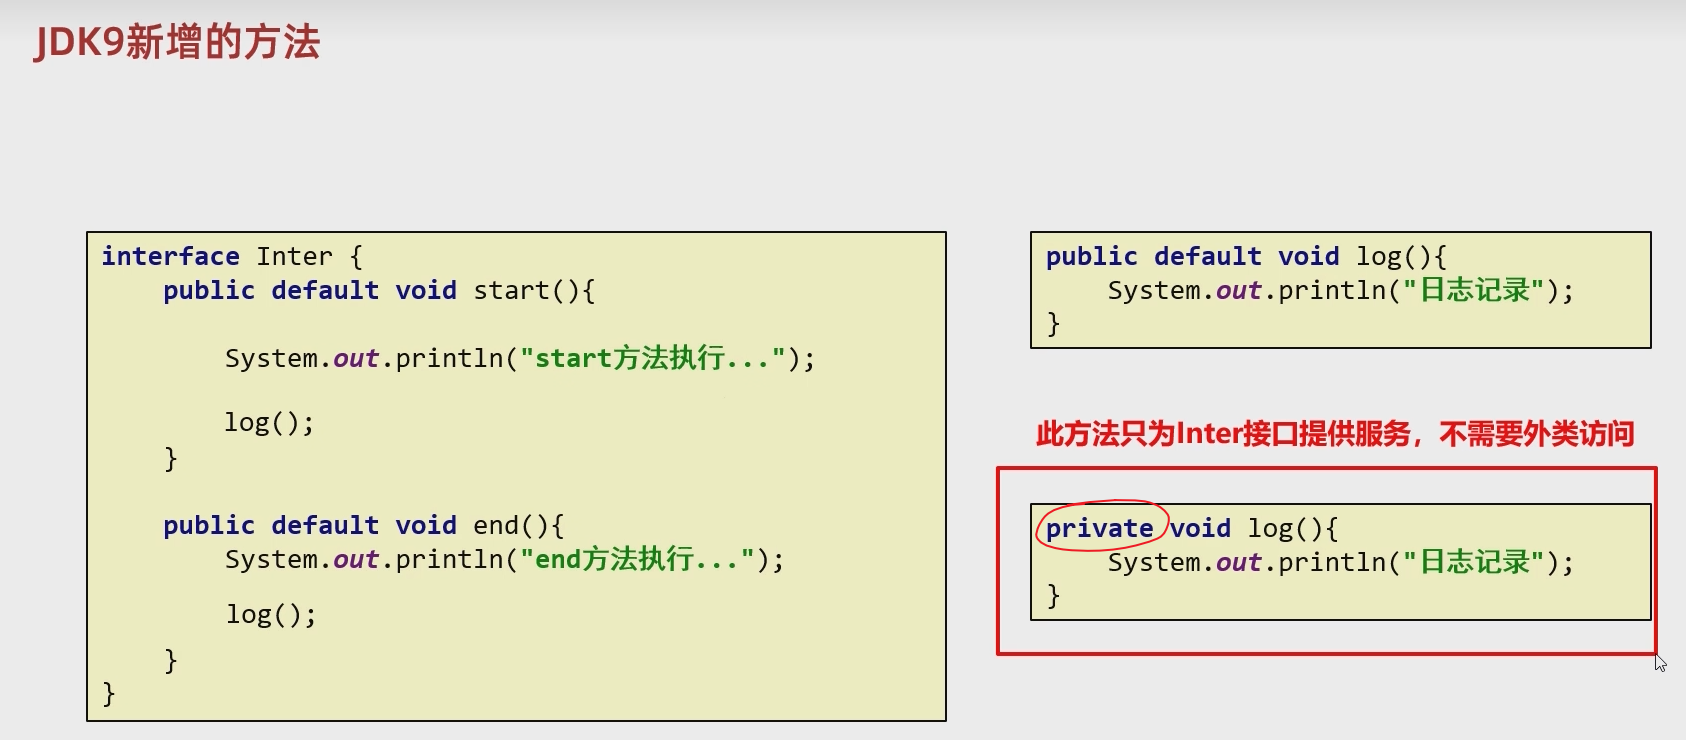 JDK9新增的方法
interface Inter {
public default void start(){
System.out.println("start方法执行...");
log();
}
public default void end(){
System.out.println("end方法执行...");
log();
}
}
public default void log(){
System.out.println("日志记录");
}
此方法只为Inter接口提供服务，不需要外类访问
private void log(){
System.out.println("日志记录");
}